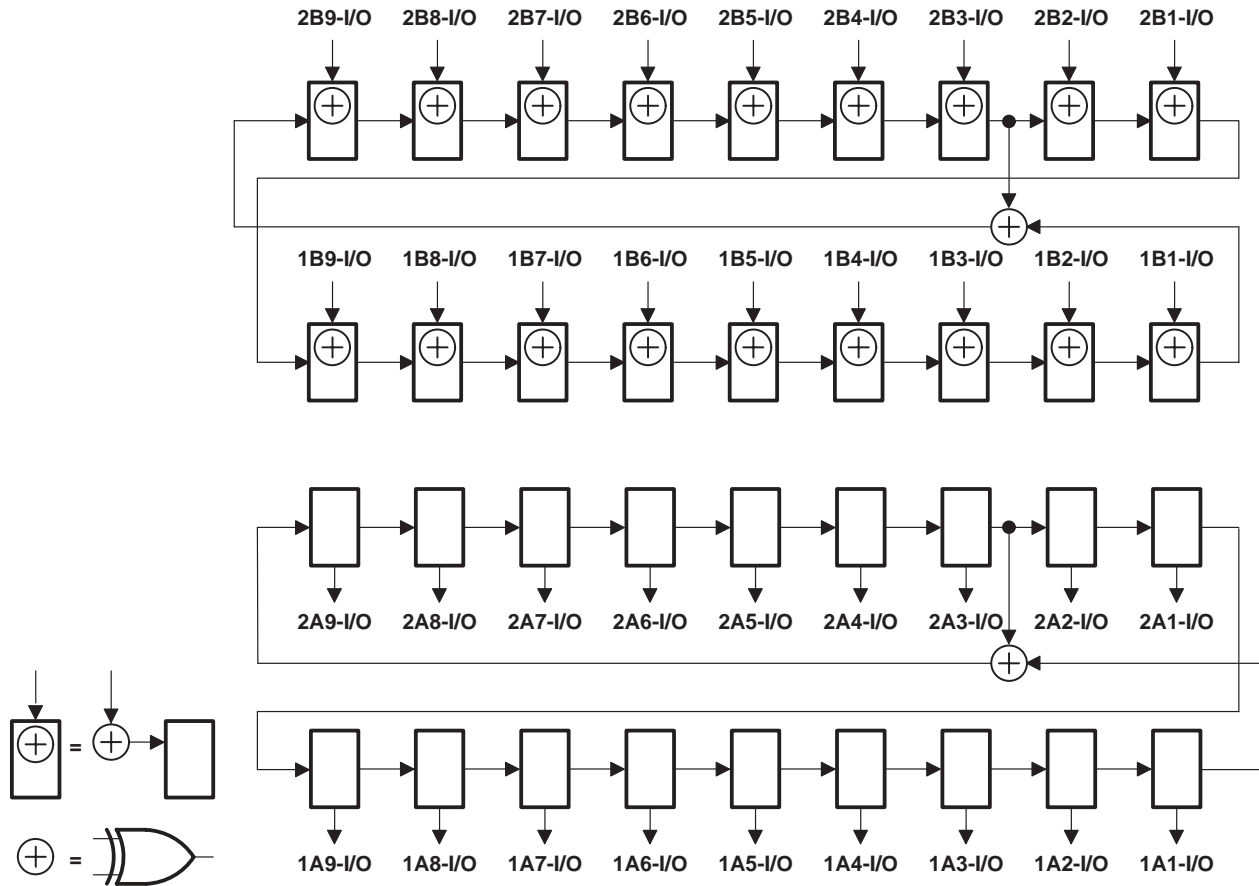 2B9-I/O 2B8-I/O 2B7-I/O 2B6-I/O 2B5-I/O 2B4-I/O 2B3-I/O 2B2-I/O 2B1-I/O
1B9-I/O 1B8-I/O 1B7-I/O 1B6-I/O 1B5-I/O 1B4-I/O 1B3-I/O 1B2-I/O 1B1-I/O
2A9-I/O 2A8-I/O 2A7-I/O 2A6-I/O 2A5-I/O 2A4-I/O 2A3-I/O 2A2-I/O 2A1-I/O
=
=
1A9-I/O 1A8-I/O 1A7-I/O 1A6-I/O 1A5-I/O 1A4-I/O 1A3-I/O 1A2-I/O 1A1-I/O